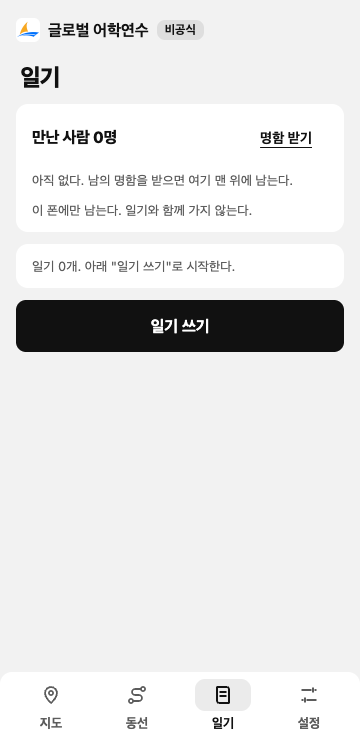 글로벌 어학연수 비공식
일기
만난 사람 0명 명함 받기
아직 없다. 남의 명함을 받으면 여기 맨 위에 남는다.
이 폰에만 남는다. 일기와 함께 가지 않는다.
일기 0개. 아래 "일기 쓰기"로 시작한다.
일기 쓰기
지도 동선 일기 설정